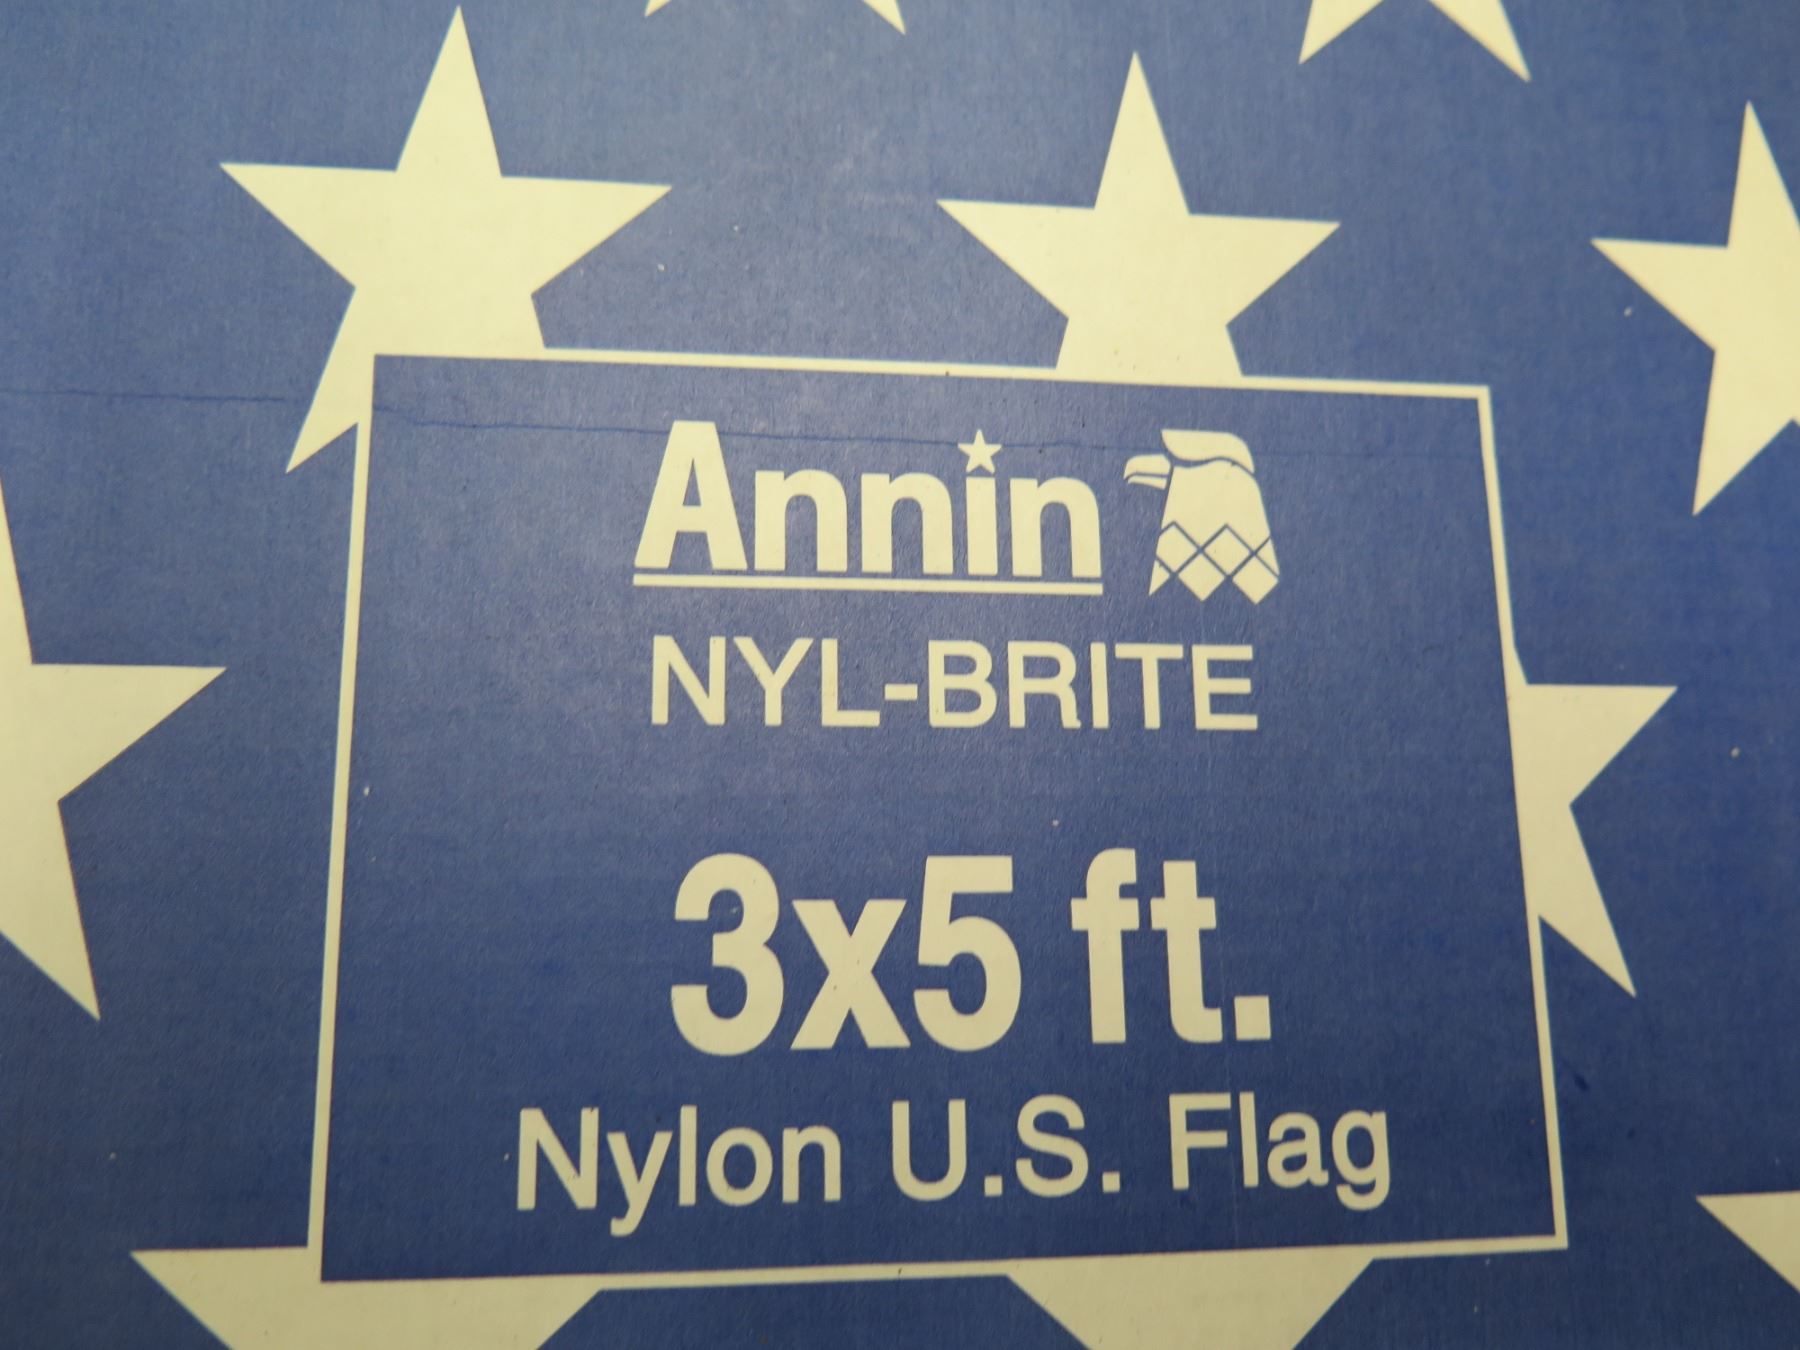 Annin
NYL-BRITE
3x5 ft.
Nylon U.S. Flag